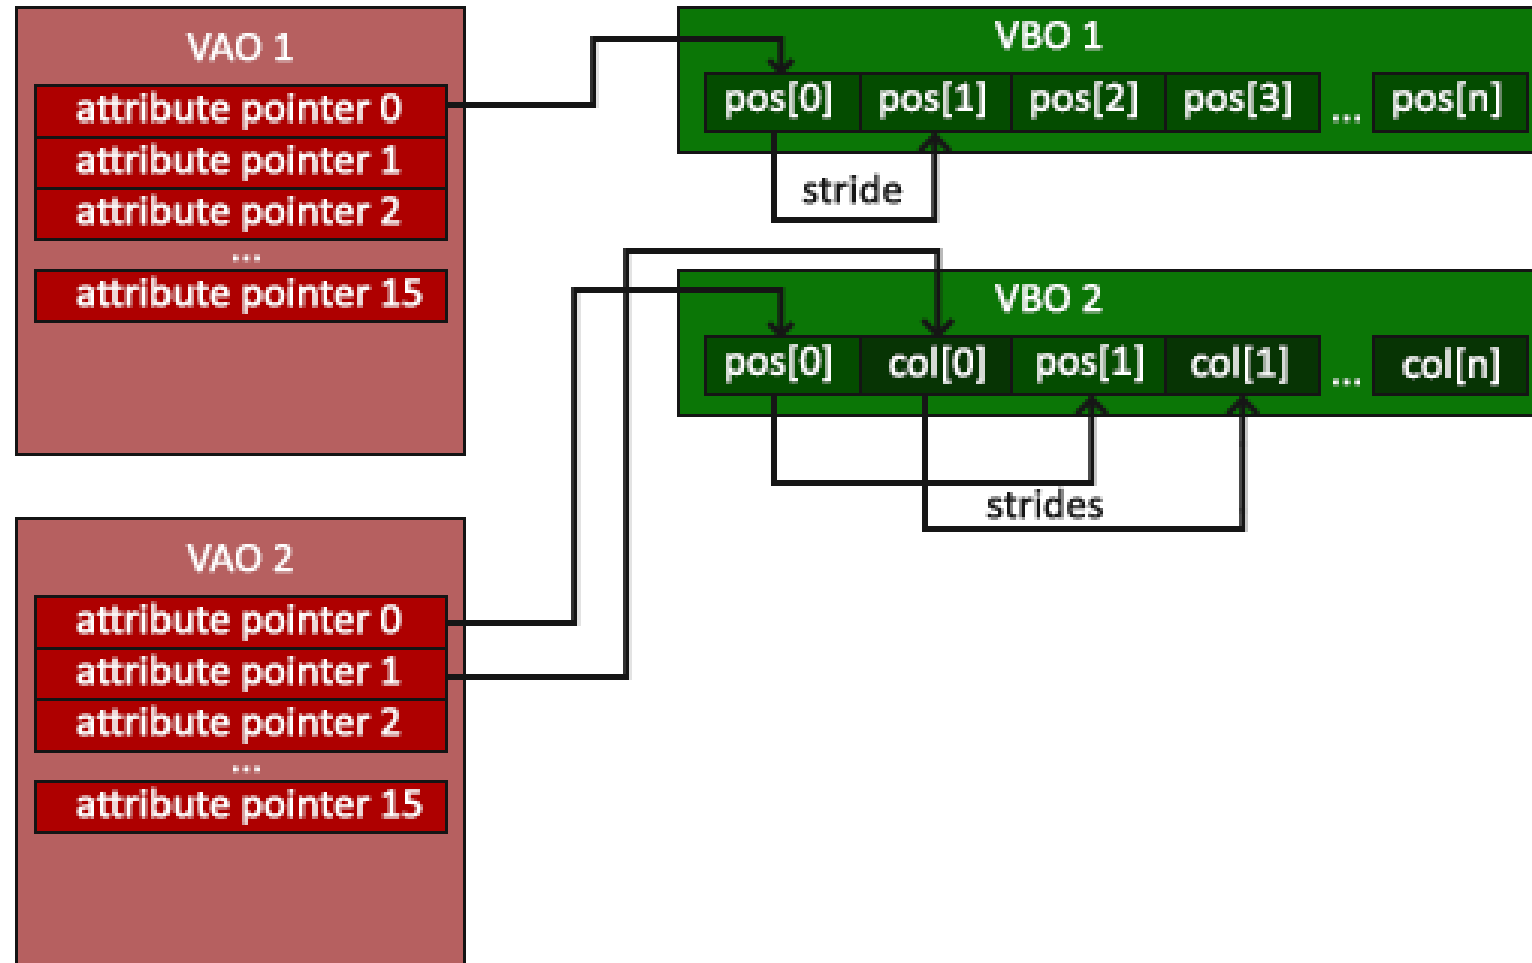 VAO 1
attribute pointer 0
attribute pointer 1
attribute pointer 2
...
attribute pointer 15
VBO 1
pos[0] pos[1] pos[2] pos[3] ... pos[n]
stride
VBO 2
pos[0] col[0] pos[1] col[1] ... col[n]
strides
VAO 2
attribute pointer 0
attribute pointer 1
attribute pointer 2
...
attribute pointer 15